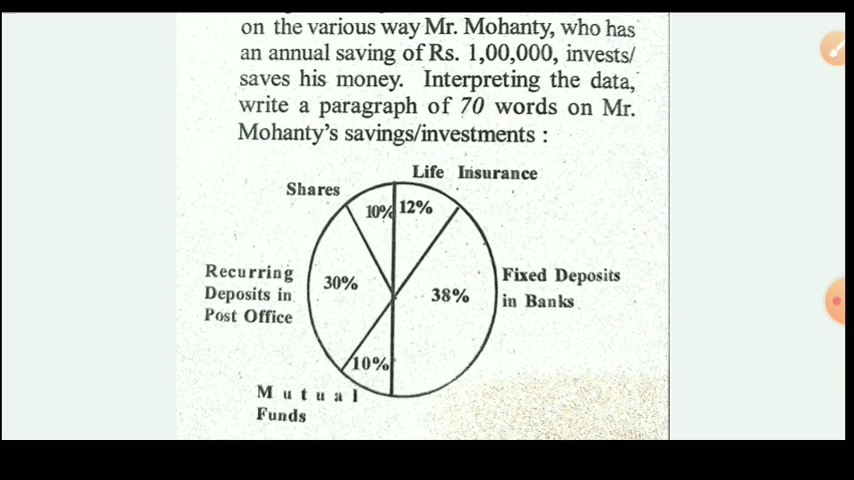 on the various way Mr. Mohanty, who has
an annual saving of Rs. 1,00,000, invests/
saves his money. Interpreting the data,
write a paragraph of 70 words on Mr.
Mohanty's savings/investments :
Life Insurance
Shares
10%
12%
Recurring
Deposits in
Post Office
30%
38%
Fixed Deposits
in Banks
10%
Mutual
Funds